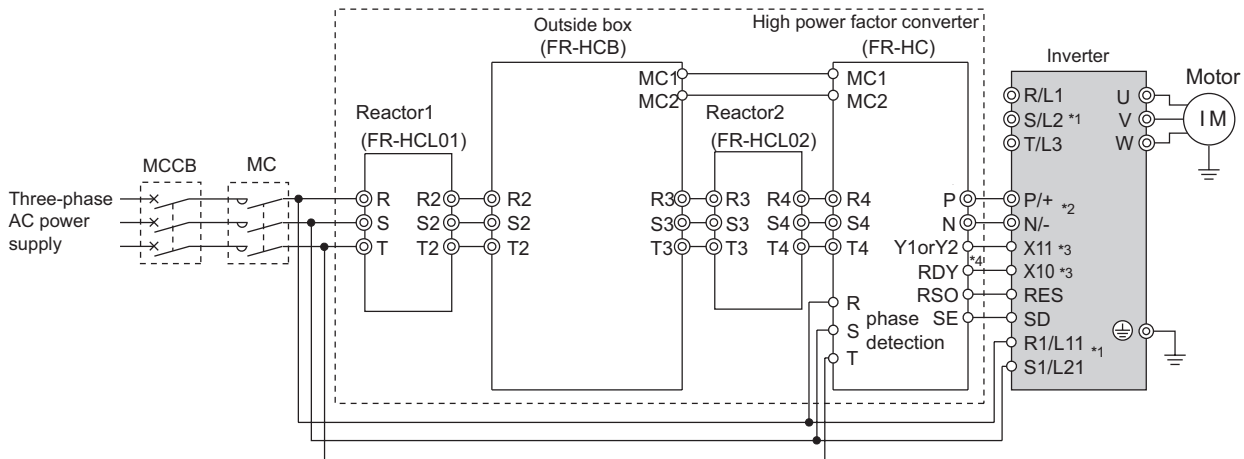 Outside box
(FR-HCB)
High power factor converter
(FR-HC)
Inverter
Motor
MC1
MC2
MC1
MC2
R/L1
S/L2 *1
T/L3
U
V
W
IM
Reactor1
(FR-HCL01)
Reactor2
(FR-HCL02)
MCCB
MC
Three-phase
AC power
supply
R R2 R2 R3 R3 R4 R4 P P/+ *2
S S2 S2 S3 S3 S4 S4 N N/-
T T2 T2 T3 T3 T4 T4 Y1orY2 X11 *3
RDY *4 X10 *3
RSO RES
R
S
T
phase
detection
SE SD
R1/L11 *1
S1/L21